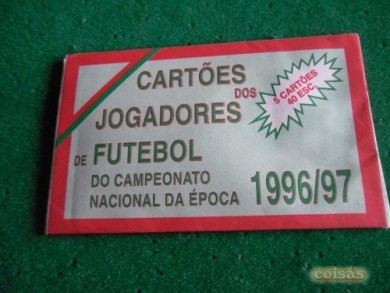 CARTÕES
DOS
JOGADORES
DE FUTEBOL
DO CAMPEONATO
NACIONAL DA ÉPOCA
1996/97
5 CARTÕES
40 ESC.
coisas